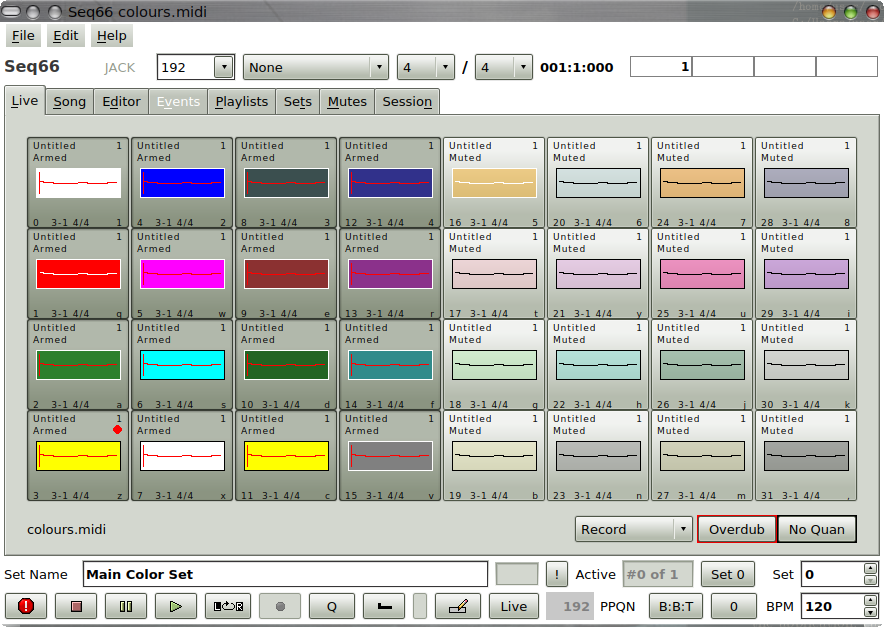 Seq66 colours.midi
File Edit Help
Seq66 JACK 192 None 4 / 4 001:1:000 1
Live Song Editor Events Playlists Sets Mutes Session
Untitled 1 Untitled 1 Untitled 1 Untitled 1 Untitled 1 Untitled 1 Untitled 1 Untitled 1
Armed Armed Armed Armed Muted Muted Muted Muted
0 3-1 4/4 1 4 3-1 4/4 2 8 3-1 4/4 3 12 3-1 4/4 4 16 3-1 4/4 5 20 3-1 4/4 6 24 3-1 4/4 7 28 3-1 4/4 8
Untitled 1 Untitled 1 Untitled 1 Untitled 1 Untitled 1 Untitled 1 Untitled 1 Untitled 1
Armed Armed Armed Armed Muted Muted Muted Muted
1 3-1 4/4 q 5 3-1 4/4 w 9 3-1 4/4 e 13 3-1 4/4 r 17 3-1 4/4 t 21 3-1 4/4 y 25 3-1 4/4 u 29 3-1 4/4 i
Untitled 1 Untitled 1 Untitled 1 Untitled 1 Untitled 1 Untitled 1 Untitled 1 Untitled 1
Armed Armed Armed Armed Muted Muted Muted Muted
2 3-1 4/4 a 6 3-1 4/4 s 10 3-1 4/4 d 14 3-1 4/4 f 18 3-1 4/4 g 22 3-1 4/4 h 26 3-1 4/4 j 30 3-1 4/4 k
Untitled 1 Untitled 1 Untitled 1 Untitled 1 Untitled 1 Untitled 1 Untitled 1 Untitled 1
Armed Armed Armed Armed Muted Muted Muted Muted
3 3-1 4/4 z 7 3-1 4/4 x 11 3-1 4/4 c 15 3-1 4/4 v 19 3-1 4/4 b 23 3-1 4/4 n 27 3-1 4/4 m 31 3-1 4/4 ,
colours.midi Record Overdub No Quan
Set Name Main Color Set ! Active #0 of 1 Set 0 Set 0
L R Q Live 192 PPQN B:B:T 0 BPM 120